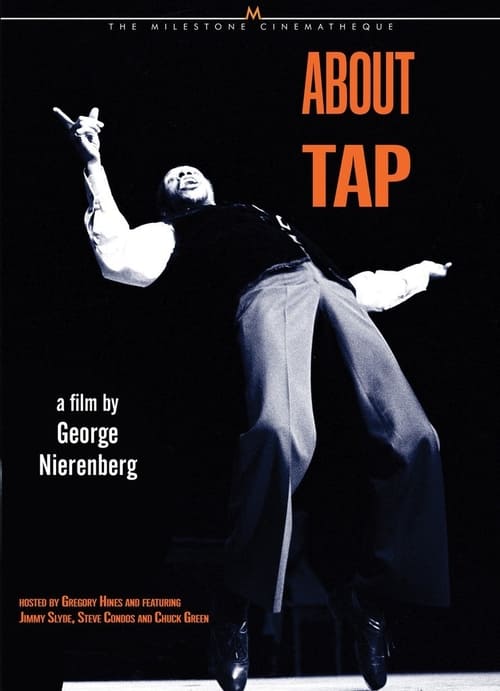 THE MILESTONE CINEMATHEQUE
ABOUT
TAP
a film by
George
Nierenberg
HOSTED BY GREGORY HINES AND FEATURING
JIMMY SLYDE, STEVE CONDOS AND CHUCK GREEN